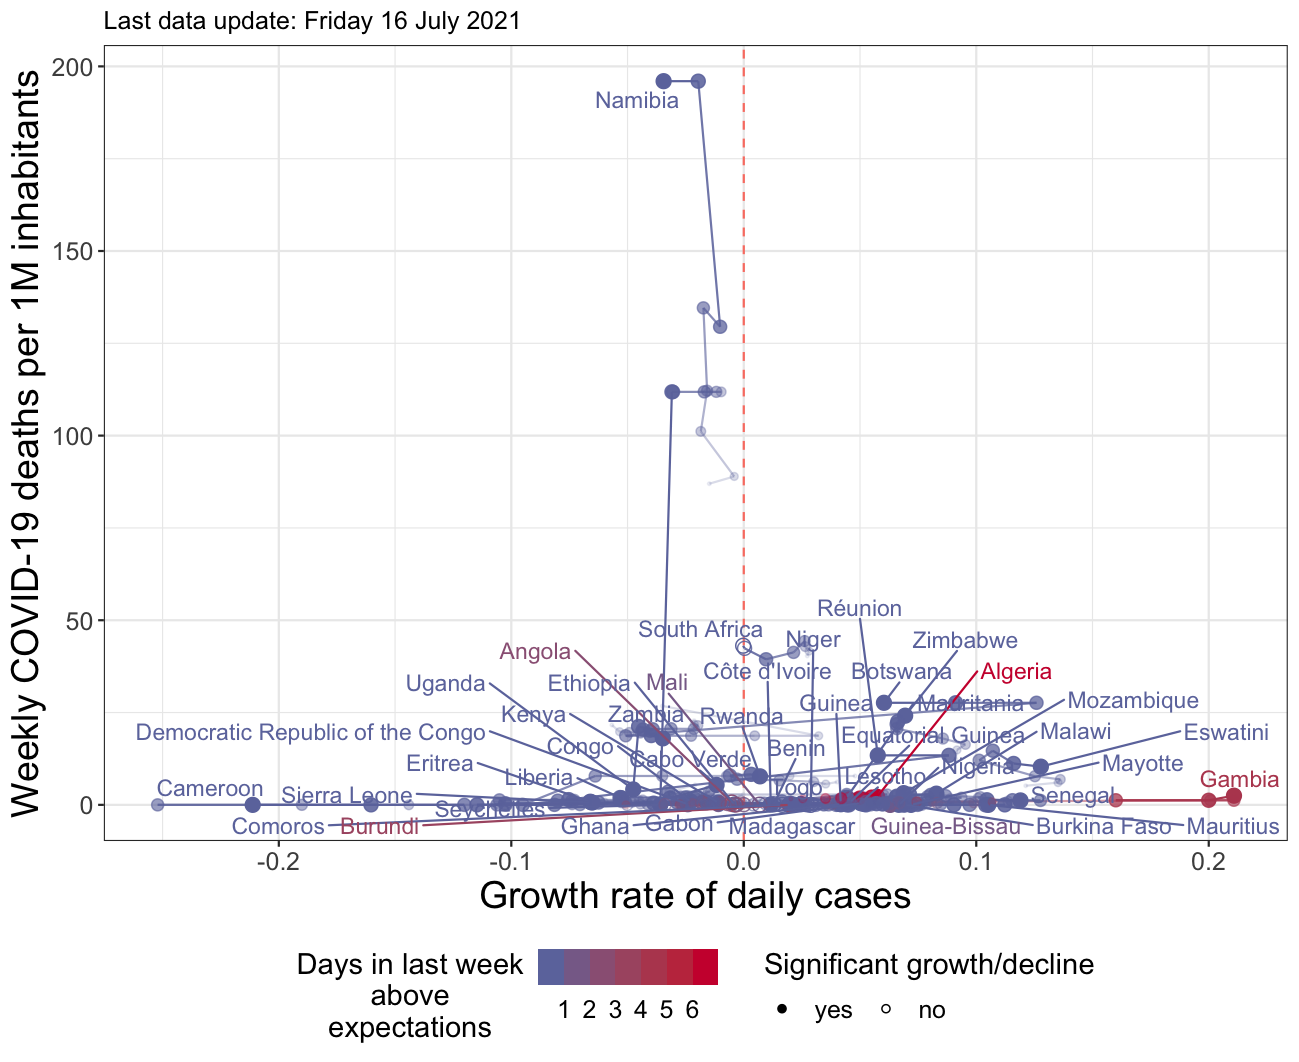 Last data update: Friday 16 July 2021
Weekly COVID-19 deaths per 1M inhabitants
200
150
100
50
0
Namibia
Réunion
South Africa
Niger
Zimbabwe
Angola
Côte d'Ivoire
Botswana
Algeria
Uganda
Ethiopia
Mali
Guinea
Mauritania
Mozambique
Kenya
Zambia
Rwanda
Democratic Republic of the Congo
Equatorial Guinea
Malawi
Eswatini
Congo
Cabo Verde
Benin
Eritrea
Liberia
Lesotho
Nigeria
Mayotte
Gambia
Cameroon
Sierra Leone
Seychelles
Togo
Senegal
Comoros
Burundi
Ghana
Gabon
Madagascar
Guinea-Bissau
Burkina Faso
Mauritius
-0.2
-0.1
0.0
0.1
0.2
Growth rate of daily cases
Days in last week
above
expectations
1 2 3 4 5 6
Significant growth/decline
yes
no